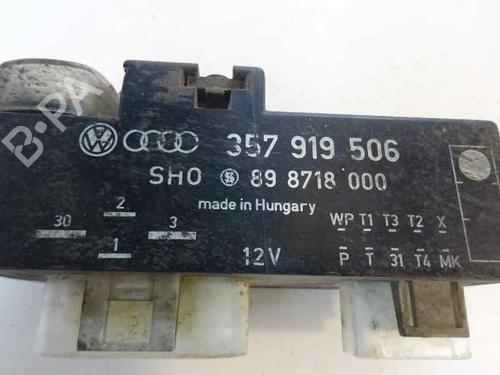 B-PA
357 919 506
SHO 89 8718 000
made in Hungary
2
30 3
1
12V
WP T1 T3 T2 X
P T 31 T4 MK